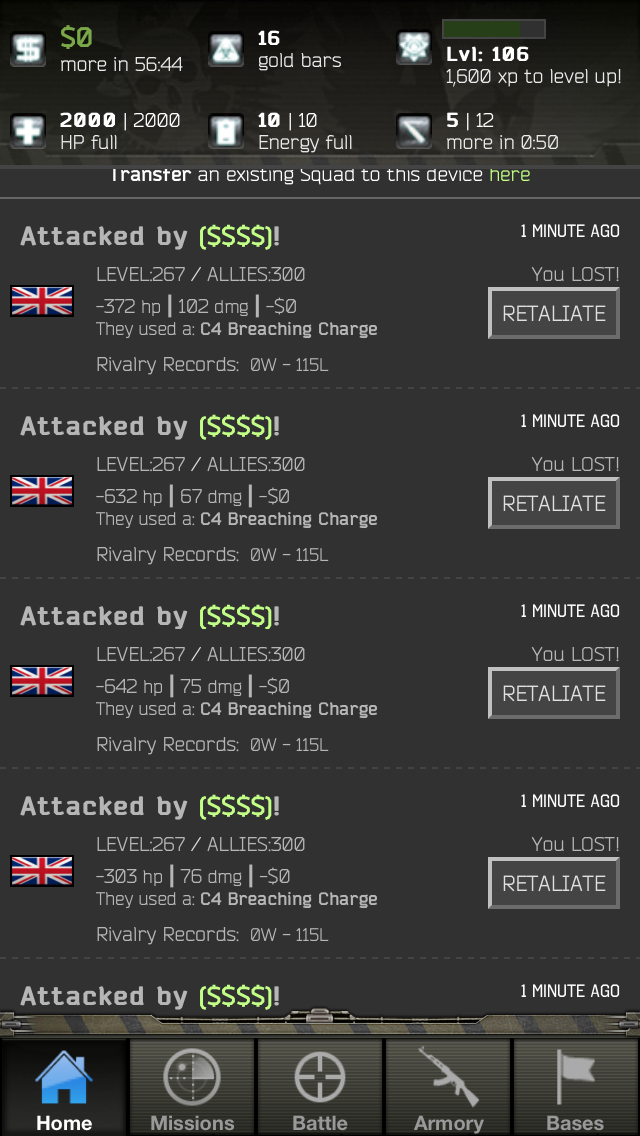 $0
more in 56:44
16
gold bars
Lvl: 106
1,600 xp to level up!
2000 | 2000
HP full
10 | 10
Energy full
5 | 12
more in 0:50
Transfer an existing Squad to this device here
Attacked by ($$$$)!
1 MINUTE AGO
LEVEL:267 / ALLIES:300
You LOST!
-372 hp | 102 dmg | -$0
RETALIATE
They used a: C4 Breaching Charge
Rivalry Records: 0W - 115L
Attacked by ($$$$)!
1 MINUTE AGO
LEVEL:267 / ALLIES:300
You LOST!
-632 hp | 67 dmg | -$0
RETALIATE
They used a: C4 Breaching Charge
Rivalry Records: 0W - 115L
Attacked by ($$$$)!
1 MINUTE AGO
LEVEL:267 / ALLIES:300
You LOST!
-642 hp | 75 dmg | -$0
RETALIATE
They used a: C4 Breaching Charge
Rivalry Records: 0W - 115L
Attacked by ($$$$)!
1 MINUTE AGO
LEVEL:267 / ALLIES:300
You LOST!
-303 hp | 76 dmg | -$0
RETALIATE
They used a: C4 Breaching Charge
Rivalry Records: 0W - 115L
Attacked by ($$$$)!
1 MINUTE AGO
Home
Missions
Battle
Armory
Bases